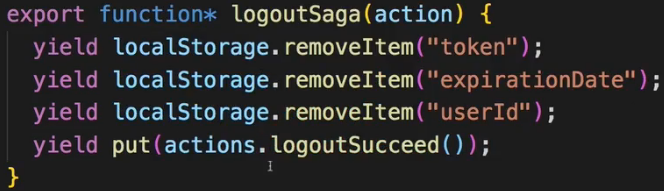 export function* logoutSaga(action) {
  yield localStorage.removeItem("token");
  yield localStorage.removeItem("expirationDate");
  yield localStorage.removeItem("userId");
  yield put(actions.logoutSucceed());
}